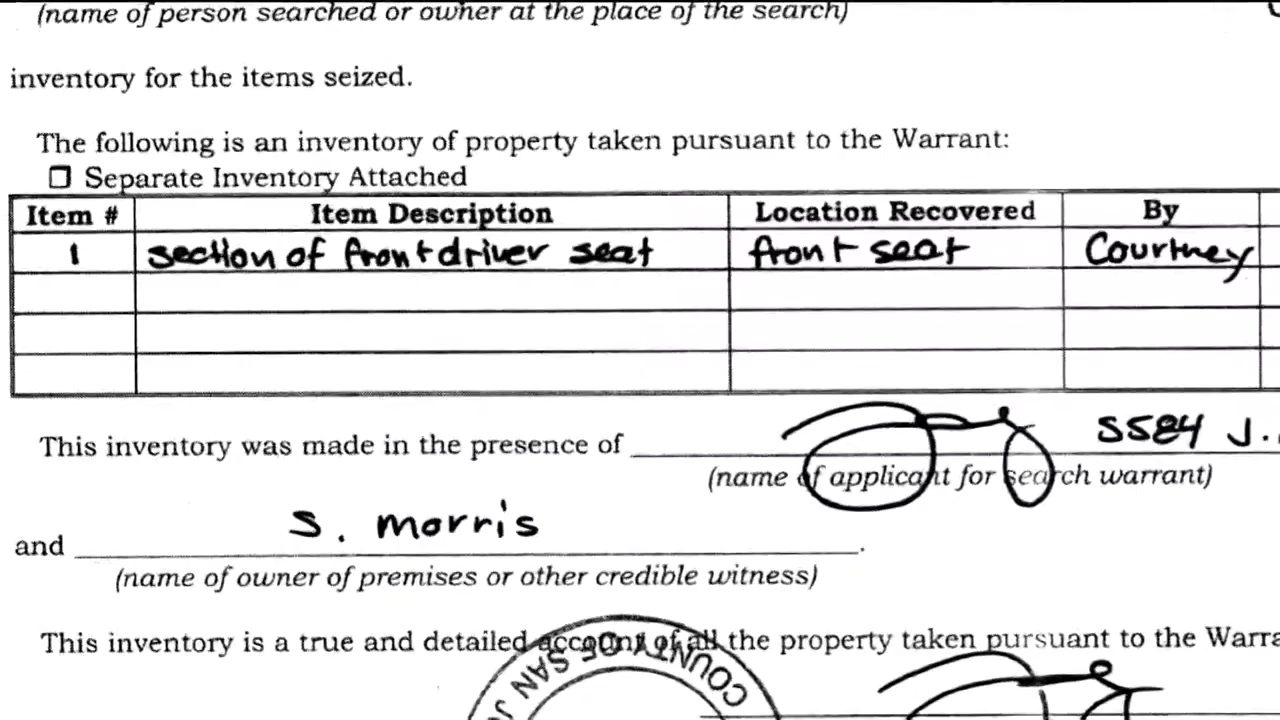 (name of person searched or owner at the place of the search)
inventory for the items seized.
The following is an inventory of property taken pursuant to the Warrant:
☐ Separate Inventory Attached
Item # Item Description Location Recovered By
1 section of front driver seat front seat Courtney
This inventory was made in the presence of 5584 J.
(name of applicant for search warrant)
and S. morris.
(name of owner of premises or other credible witness)
This inventory is a true and detailed account of all the property taken pursuant to the Warra
COUNTY OF SAN